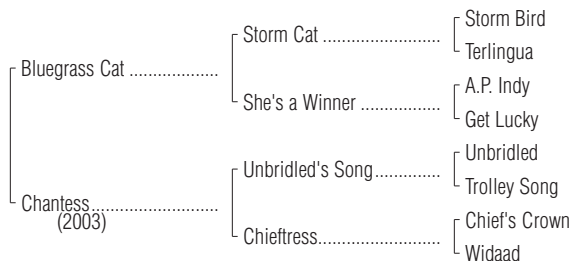 Storm Bird
Storm Cat ........................
Terlingua
Bluegrass Cat ..................
A.P. Indy
She's a Winner ................
Get Lucky
Unbridled
Unbridled's Song..............
Trolley Song
Chantess.........................
(2003)
Chief's Crown
Chieftress.........................
Widaad